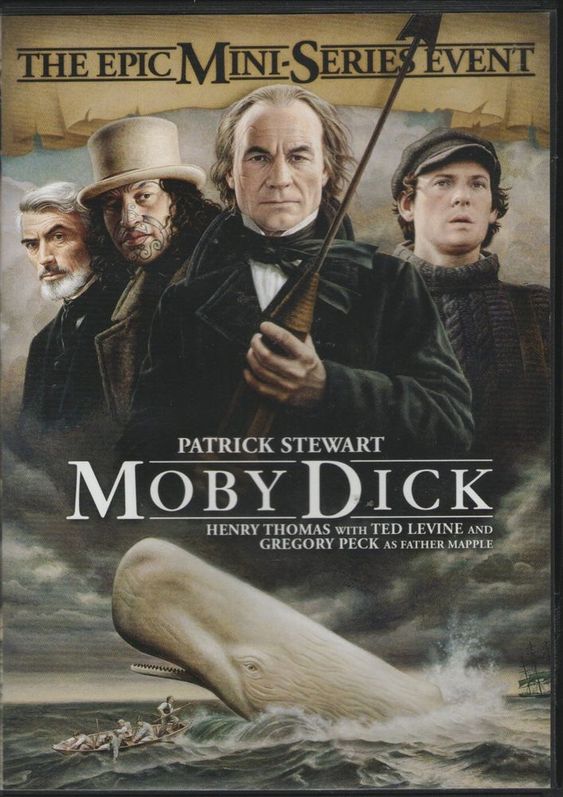 THE EPIC MINI-SERIES EVENT
PATRICK STEWART
MOBY DICK
HENRY THOMAS WITH TED LEVINE AND
GREGORY PECK AS FATHER MAPPLE